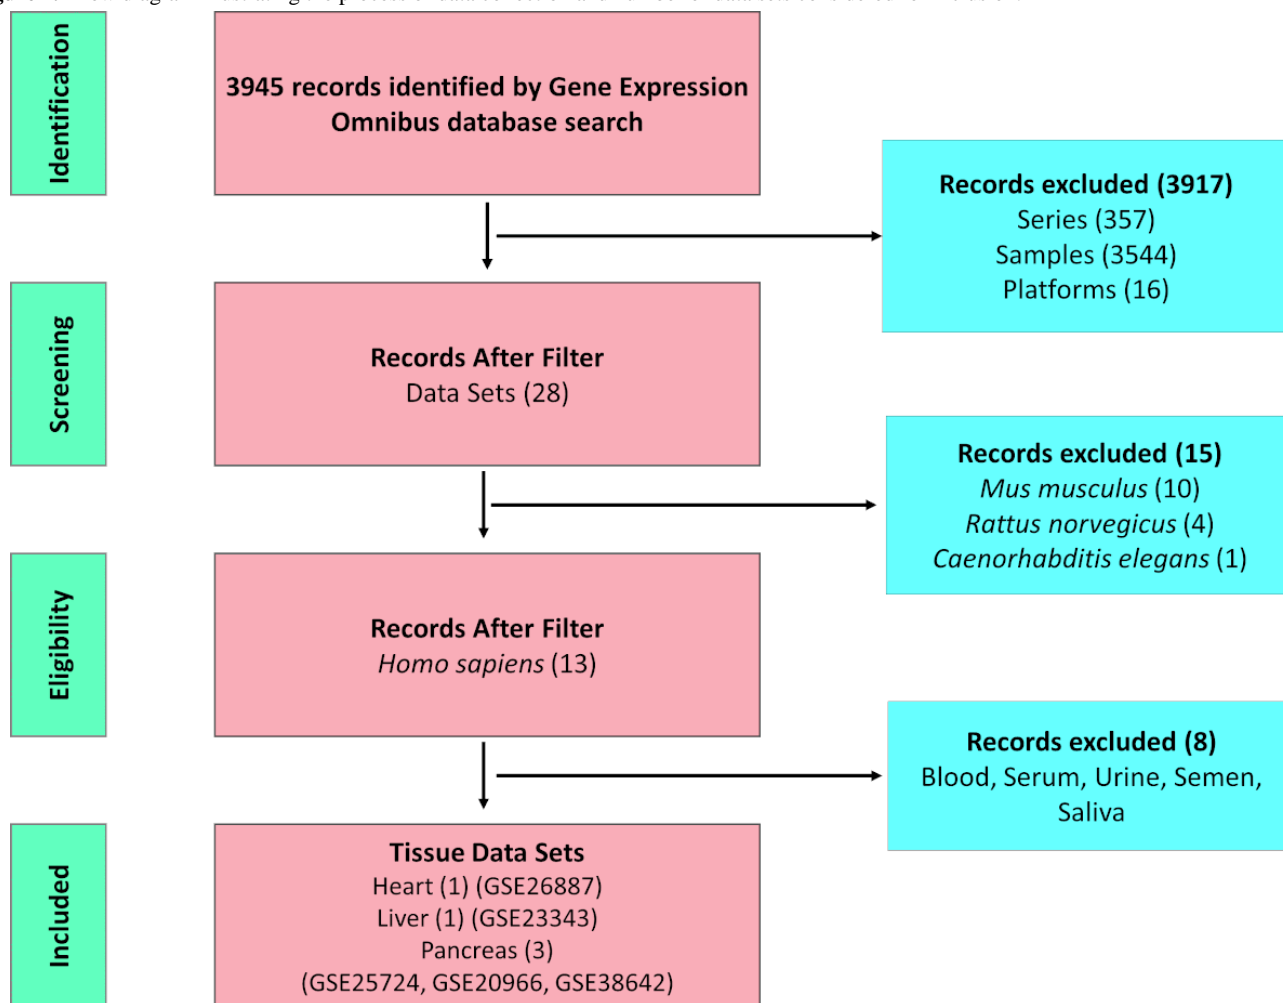 Identification
3945 records identified by Gene Expression
Omnibus database search
Records excluded (3917)
Series (357)
Samples (3544)
Platforms (16)
Screening
Records After Filter
Data Sets (28)
Records excluded (15)
Mus musculus (10)
Rattus norvegicus (4)
Caenorhabditis elegans (1)
Eligibility
Records After Filter
Homo sapiens (13)
Records excluded (8)
Blood, Serum, Urine, Semen,
Saliva
Included
Tissue Data Sets
Heart (1) (GSE26887)
Liver (1) (GSE23343)
Pancreas (3)
(GSE25724, GSE20966, GSE38642)